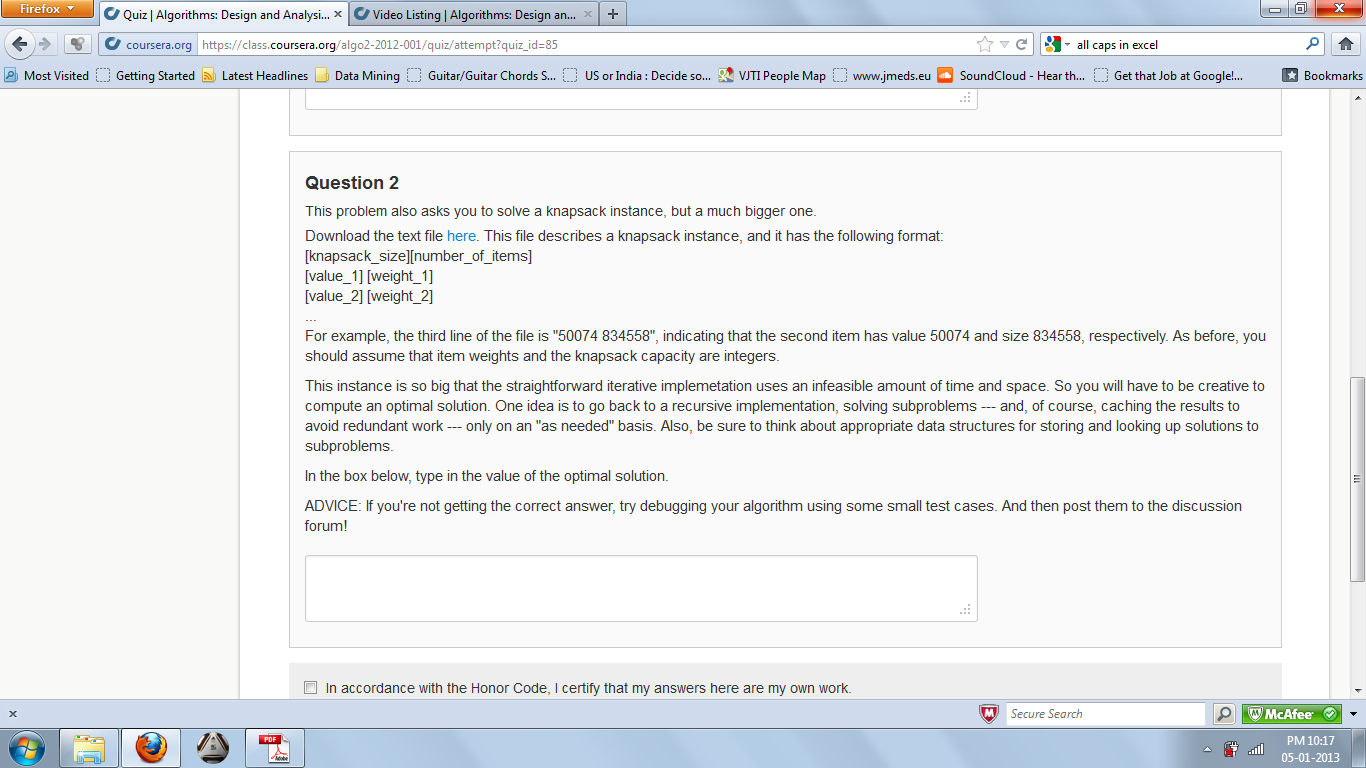 Firefox
Quiz | Algorithms: Design and Analysi...
Video Listing | Algorithms: Design an...
coursera.org
https://class.coursera.org/algo2-2012-001/quiz/attempt?quiz_id=85
all caps in excel
Most Visited
Getting Started
Latest Headlines
Data Mining
Guitar/Guitar Chords S...
US or India : Decide so...
VJTI People Map
www.jmeds.eu
SoundCloud - Hear th...
Get that Job at Google!...
Bookmarks
Question 2
This problem also asks you to solve a knapsack instance, but a much bigger one.
Download the text file here. This file describes a knapsack instance, and it has the following format:
[knapsack_size][number_of_items]
[value_1] [weight_1]
[value_2] [weight_2]
...
For example, the third line of the file is "50074 834558", indicating that the second item has value 50074 and size 834558, respectively. As before, you
should assume that item weights and the knapsack capacity are integers.
This instance is so big that the straightforward iterative implemetation uses an infeasible amount of time and space. So you will have to be creative to
compute an optimal solution. One idea is to go back to a recursive implementation, solving subproblems --- and, of course, caching the results to
avoid redundant work --- only on an "as needed" basis. Also, be sure to think about appropriate data structures for storing and looking up solutions to
subproblems.
In the box below, type in the value of the optimal solution.
ADVICE: If you're not getting the correct answer, try debugging your algorithm using some small test cases. And then post them to the discussion
forum!
In accordance with the Honor Code, I certify that my answers here are my own work.
Secure Search
McAfee
PDF
Adobe
PM 10:17
05-01-2013